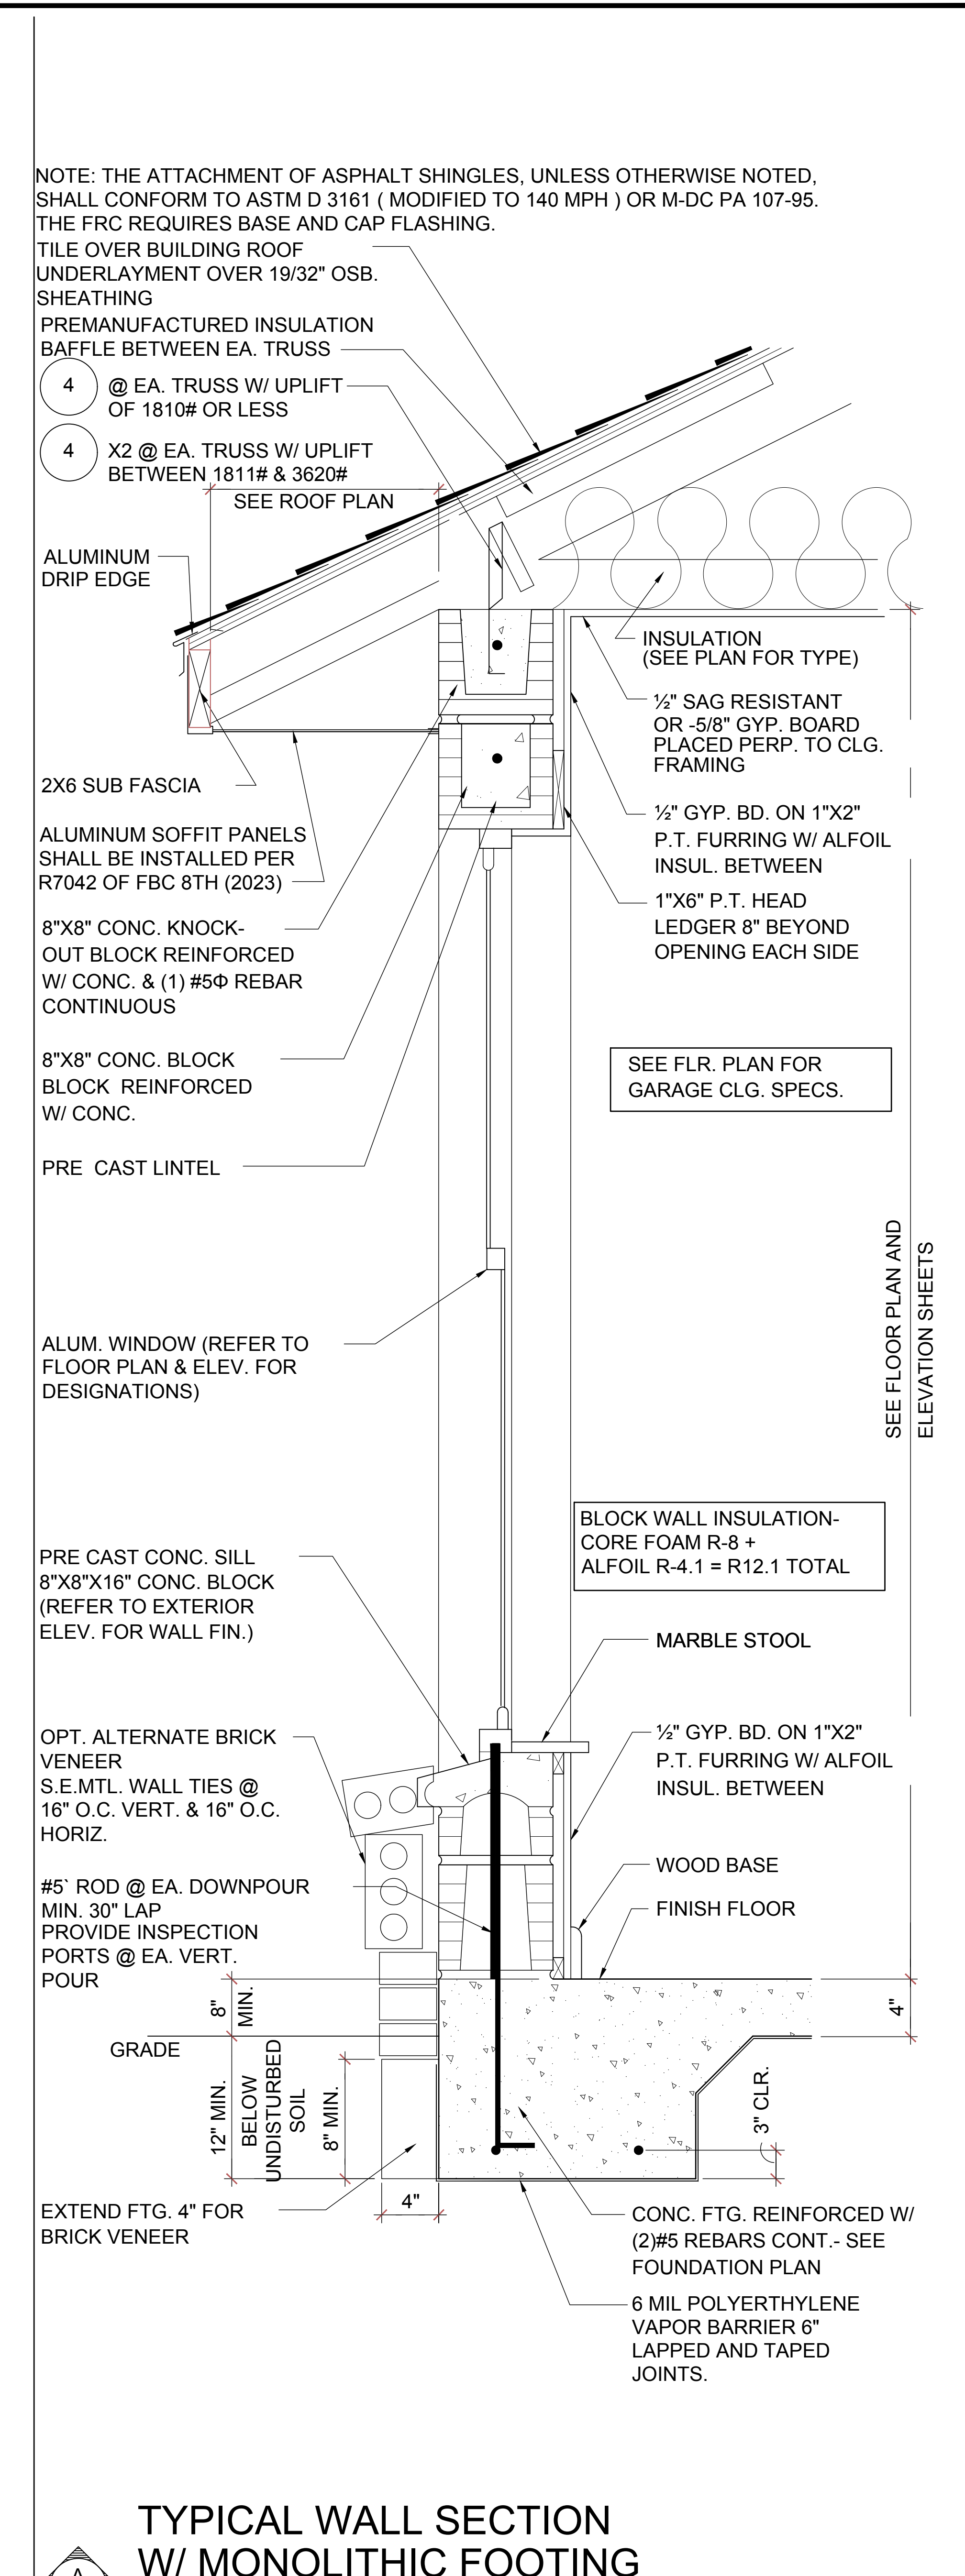 NOTE: THE ATTACHMENT OF ASPHALT SHINGLES, UNLESS OTHERWISE NOTED,
SHALL CONFORM TO ASTM D 3161 ( MODIFIED TO 140 MPH ) OR M-DC PA 107-95.
THE FRC REQUIRES BASE AND CAP FLASHING.
TILE OVER BUILDING ROOF
UNDERLAYMENT OVER 19/32" OSB.
SHEATHING
PREMANUFACTURED INSULATION
BAFFLE BETWEEN EA. TRUSS
4 @ EA. TRUSS W/ UPLIFT
OF 1810# OR LESS
4 X2 @ EA. TRUSS W/ UPLIFT
BETWEEN 1811# & 3620#
SEE ROOF PLAN
ALUMINUM
DRIP EDGE
INSULATION
(SEE PLAN FOR TYPE)
½" SAG RESISTANT
OR -5/8" GYP. BOARD
PLACED PERP. TO CLG.
FRAMING
2X6 SUB FASCIA
½" GYP. BD. ON 1"X2"
P.T. FURRING W/ ALFOIL
INSUL. BETWEEN
ALUMINUM SOFFIT PANELS
SHALL BE INSTALLED PER
R7042 OF FBC 8TH (2023)
1"X6" P.T. HEAD
LEDGER 8" BEYOND
OPENING EACH SIDE
8"X8" CONC. KNOCK-
OUT BLOCK REINFORCED
W/ CONC. & (1) #5Φ REBAR
CONTINUOUS
8"X8" CONC. BLOCK
BLOCK REINFORCED
W/ CONC.
SEE FLR. PLAN FOR
GARAGE CLG. SPECS.
PRE CAST LINTEL
SEE FLOOR PLAN AND
ELEVATION SHEETS
ALUM. WINDOW (REFER TO
FLOOR PLAN & ELEV. FOR
DESIGNATIONS)
BLOCK WALL INSULATION-
CORE FOAM R-8 +
ALFOIL R-4.1 = R12.1 TOTAL
PRE CAST CONC. SILL
8"X8"X16" CONC. BLOCK
(REFER TO EXTERIOR
ELEV. FOR WALL FIN.)
MARBLE STOOL
OPT. ALTERNATE BRICK
VENEER
S.E.MTL. WALL TIES @
16" O.C. VERT. & 16" O.C.
HORIZ.
½" GYP. BD. ON 1"X2"
P.T. FURRING W/ ALFOIL
INSUL. BETWEEN
WOOD BASE
#5` ROD @ EA. DOWNPOUR
MIN. 30" LAP
PROVIDE INSPECTION
PORTS @ EA. VERT.
POUR
FINISH FLOOR
8"
MIN.
4"
GRADE
12" MIN.
BELOW
UNDISTURBED
SOIL
8" MIN.
3" CLR.
4"
EXTEND FTG. 4" FOR
BRICK VENEER
CONC. FTG. REINFORCED W/
(2)#5 REBARS CONT.- SEE
FOUNDATION PLAN
6 MIL POLYERTHYLENE
VAPOR BARRIER 6"
LAPPED AND TAPED
JOINTS.
TYPICAL WALL SECTION
W/ MONOLITHIC FOOTING
A